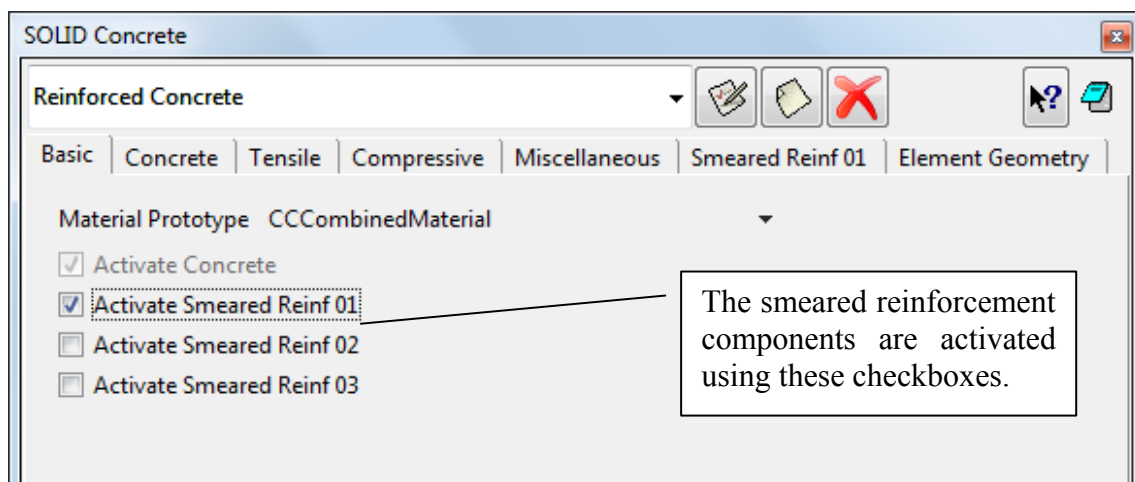 SOLID Concrete
Reinforced Concrete
Basic Concrete Tensile Compressive Miscellaneous Smeared Reinf 01 Element Geometry
Material Prototype CCCombinedMaterial
Activate Concrete
Activate Smeared Reinf 01
Activate Smeared Reinf 02
Activate Smeared Reinf 03
The smeared reinforcement
components are activated
using these checkboxes.